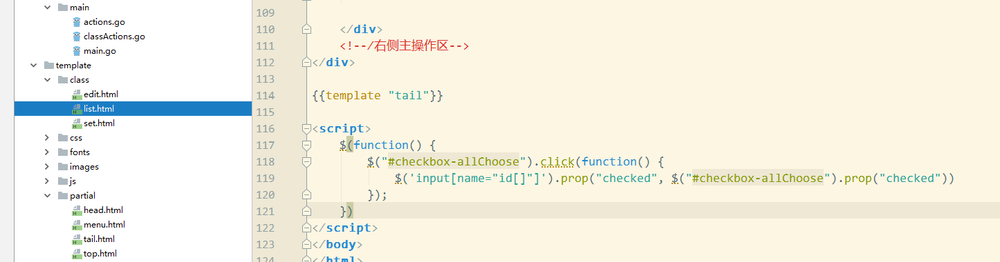 main
actions.go
classActions.go
main.go
template
class
edit.html
list.html
set.html
css
fonts
images
js
partial
head.html
menu.html
tail.html
top.html
109
110 </div>
111 <!--/右侧主操作区-->
112 </div>
113
114 {{template "tail"}}
115
116 <script>
117 $(function() {
118 $("#checkbox-allChoose").click(function() {
119 $('input[name="id[]"]').prop("checked", $("#checkbox-allChoose").prop("checked"))
120 });
121 })
122 </script>
123 </body>
124 </html>